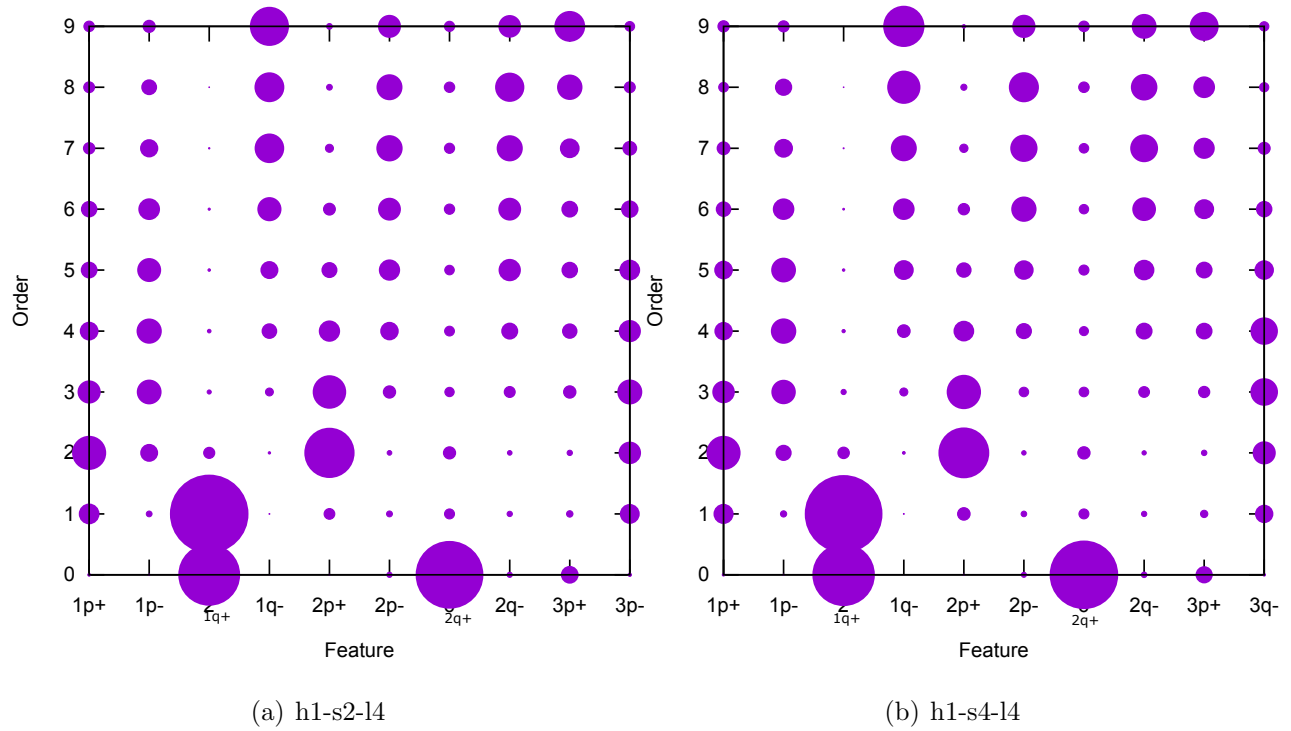 9 9
8 8
7 7
6 6
5 5
4 4
3 3
2 2
1 1
0 0
Order Order
1p+ 1p- 1q+ 1q- 2p+ 2p- 2q+ 2q- 3p+ 3p- 1p+ 1p- 1q+ 1q- 2p+ 2p- 2q+ 2q- 3p+ 3q-
Feature Feature
(a) h1-s2-l4 (b) h1-s4-l4